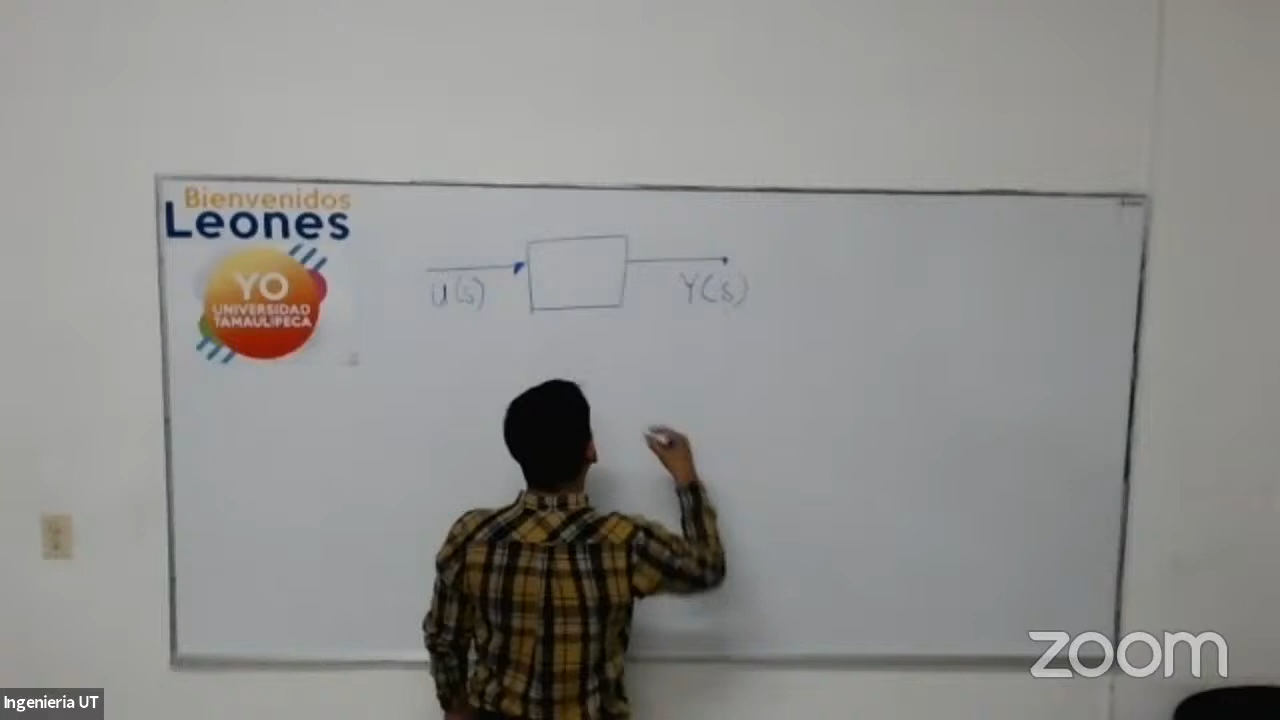 Bienvenidos
Leones
YO
UNIVERSIDAD
TAMAULIPECA
U(s)
Y(s)
zoom
Ingenieria UT